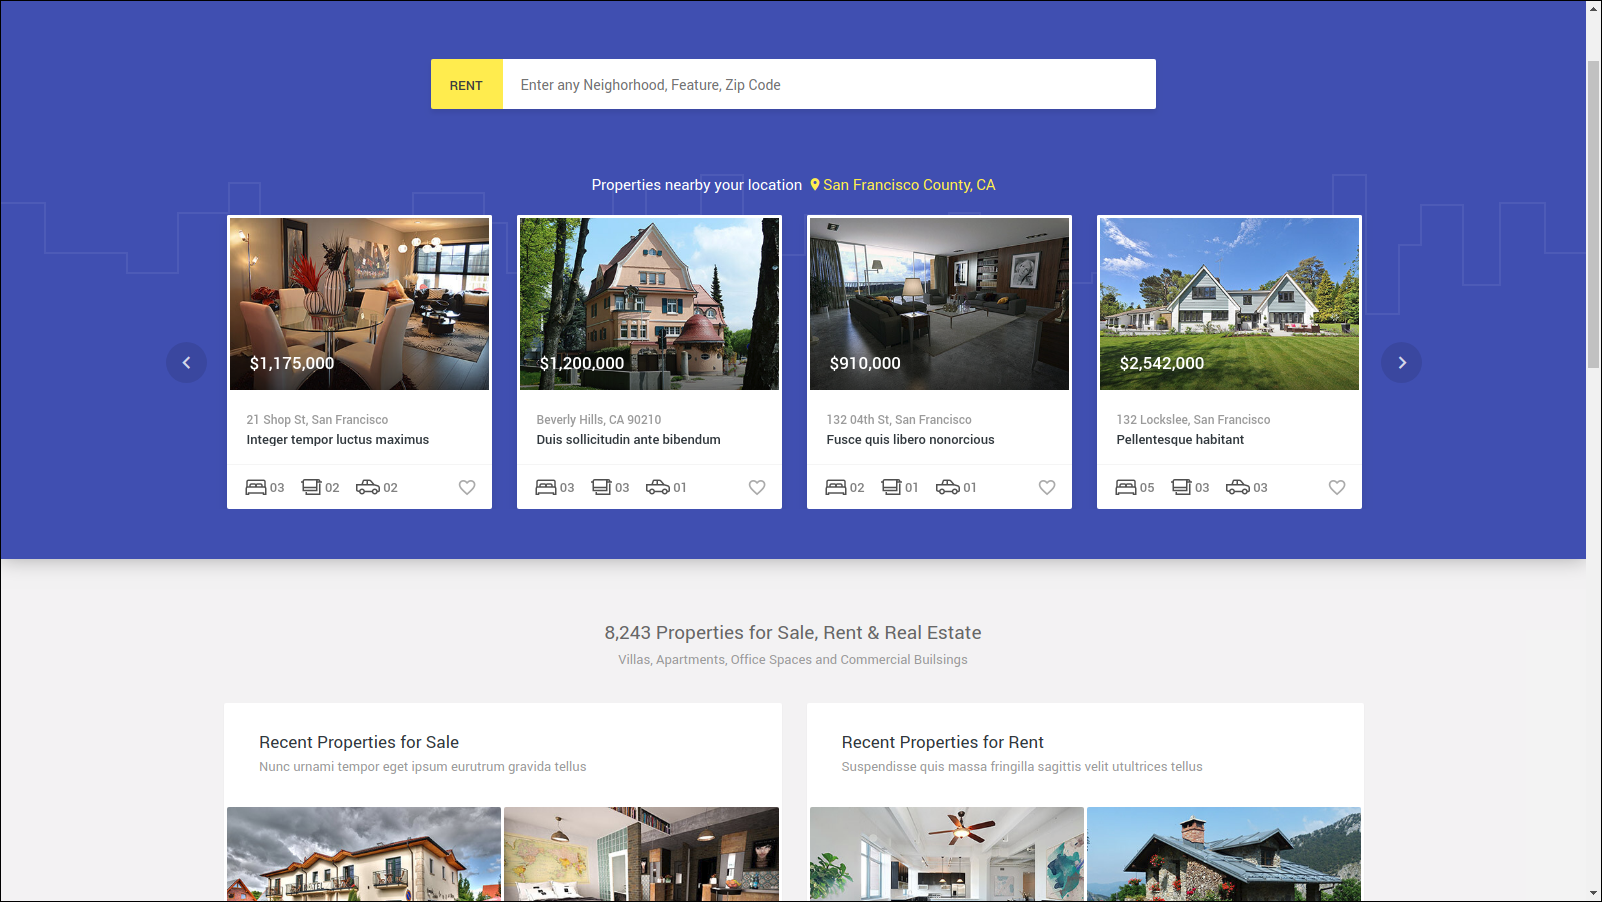 RENT Enter any Neighorhood, Feature, Zip Code
Properties nearby your location San Francisco County, CA
$1,175,000
$1,200,000
$910,000
$2,542,000
21 Shop St, San Francisco
Integer tempor luctus maximus
03 02 02
Beverly Hills, CA 90210
Duis sollicitudin ante bibendum
03 03 01
132 04th St, San Francisco
Fusce quis libero nonorcious
02 01 01
132 Lockslee, San Francisco
Pellentesque habitant
05 03 03
8,243 Properties for Sale, Rent & Real Estate
Villas, Apartments, Office Spaces and Commercial Builsings
Recent Properties for Sale
Nunc urnami tempor eget ipsum eurutrum gravida tellus
Recent Properties for Rent
Suspendisse quis massa fringilla sagittis velit utultrices tellus